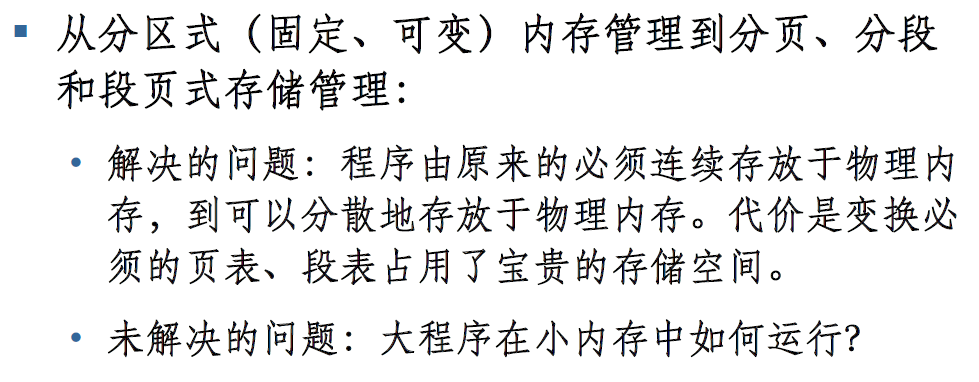 ▪ 从分区式（固定、可变）内存管理到分页、分段
和段页式存储管理：
• 解决的问题：程序由原来的必须连续存放于物理内
存，到可以分散地存放于物理内存。代价是变换必
须的页表、段表占用了宝贵的存储空间。
• 未解决的问题：大程序在小内存中如何运行？